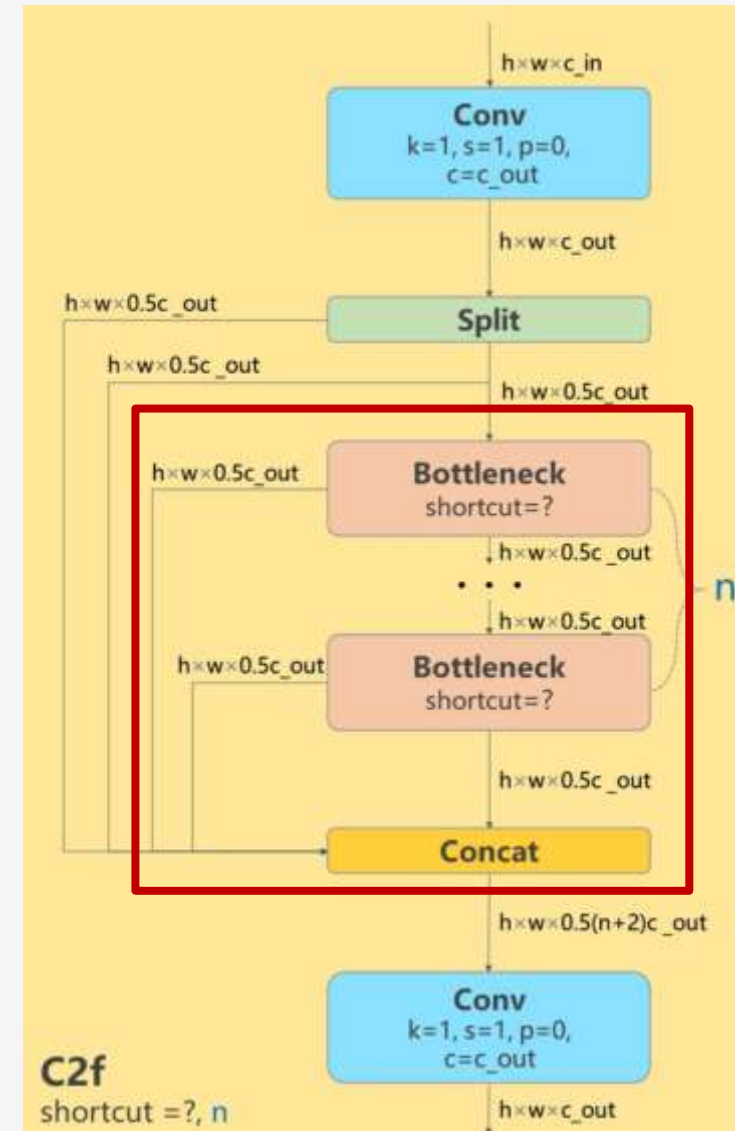 h×w×c_in
Conv
k=1, s=1, p=0,
c=c_out
h×w×c_out
h×w×0.5c_out
Split
h×w×0.5c_out
h×w×0.5c_out
h×w×0.5c_out
Bottleneck
shortcut=?
h×w×0.5c_out
...
n
h×w×0.5c_out
h×w×0.5c_out
Bottleneck
shortcut=?
h×w×0.5c_out
Concat
h×w×0.5(n+2)c_out
Conv
k=1, s=1, p=0,
c=c_out
C2f
shortcut =?, n
h×w×c_out